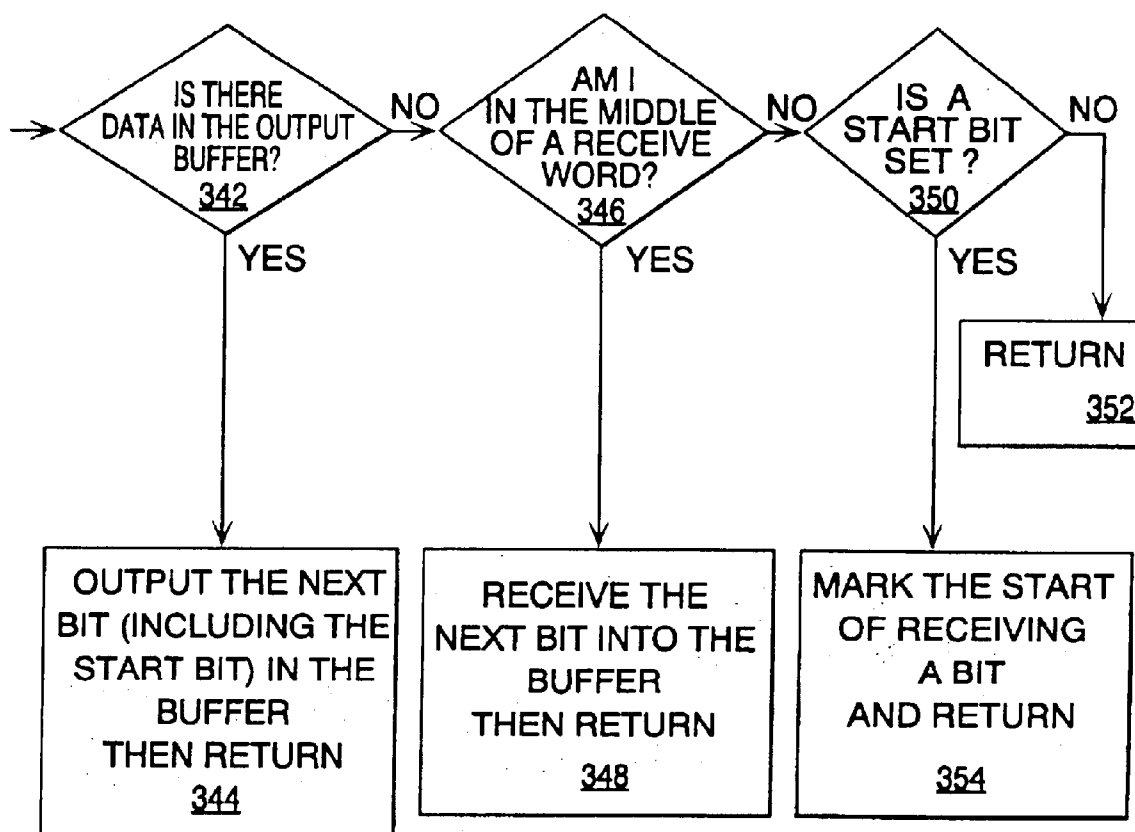 IS THERE
DATA IN THE OUTPUT
BUFFER?
342
NO
YES
AM I
IN THE MIDDLE
OF A RECEIVE
WORD?
346
NO
YES
IS A
START BIT
SET ?
350
NO
YES
RETURN
352
OUTPUT THE NEXT
BIT (INCLUDING THE
START BIT) IN THE
BUFFER
THEN RETURN
344
RECEIVE THE
NEXT BIT INTO THE
BUFFER
THEN RETURN
348
MARK THE START
OF RECEIVING
A BIT
AND RETURN
354